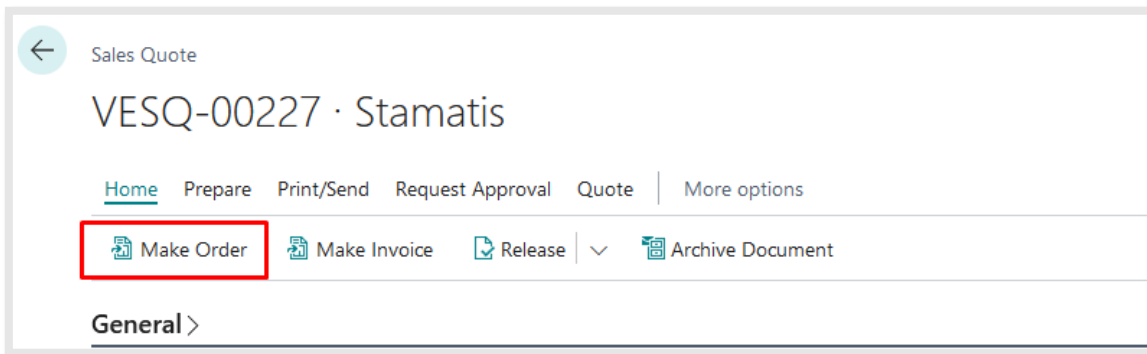 Sales Quote
VESQ-00227 · Stamatis
Home Prepare Print/Send Request Approval Quote More options
Make Order Make Invoice Release Archive Document
General